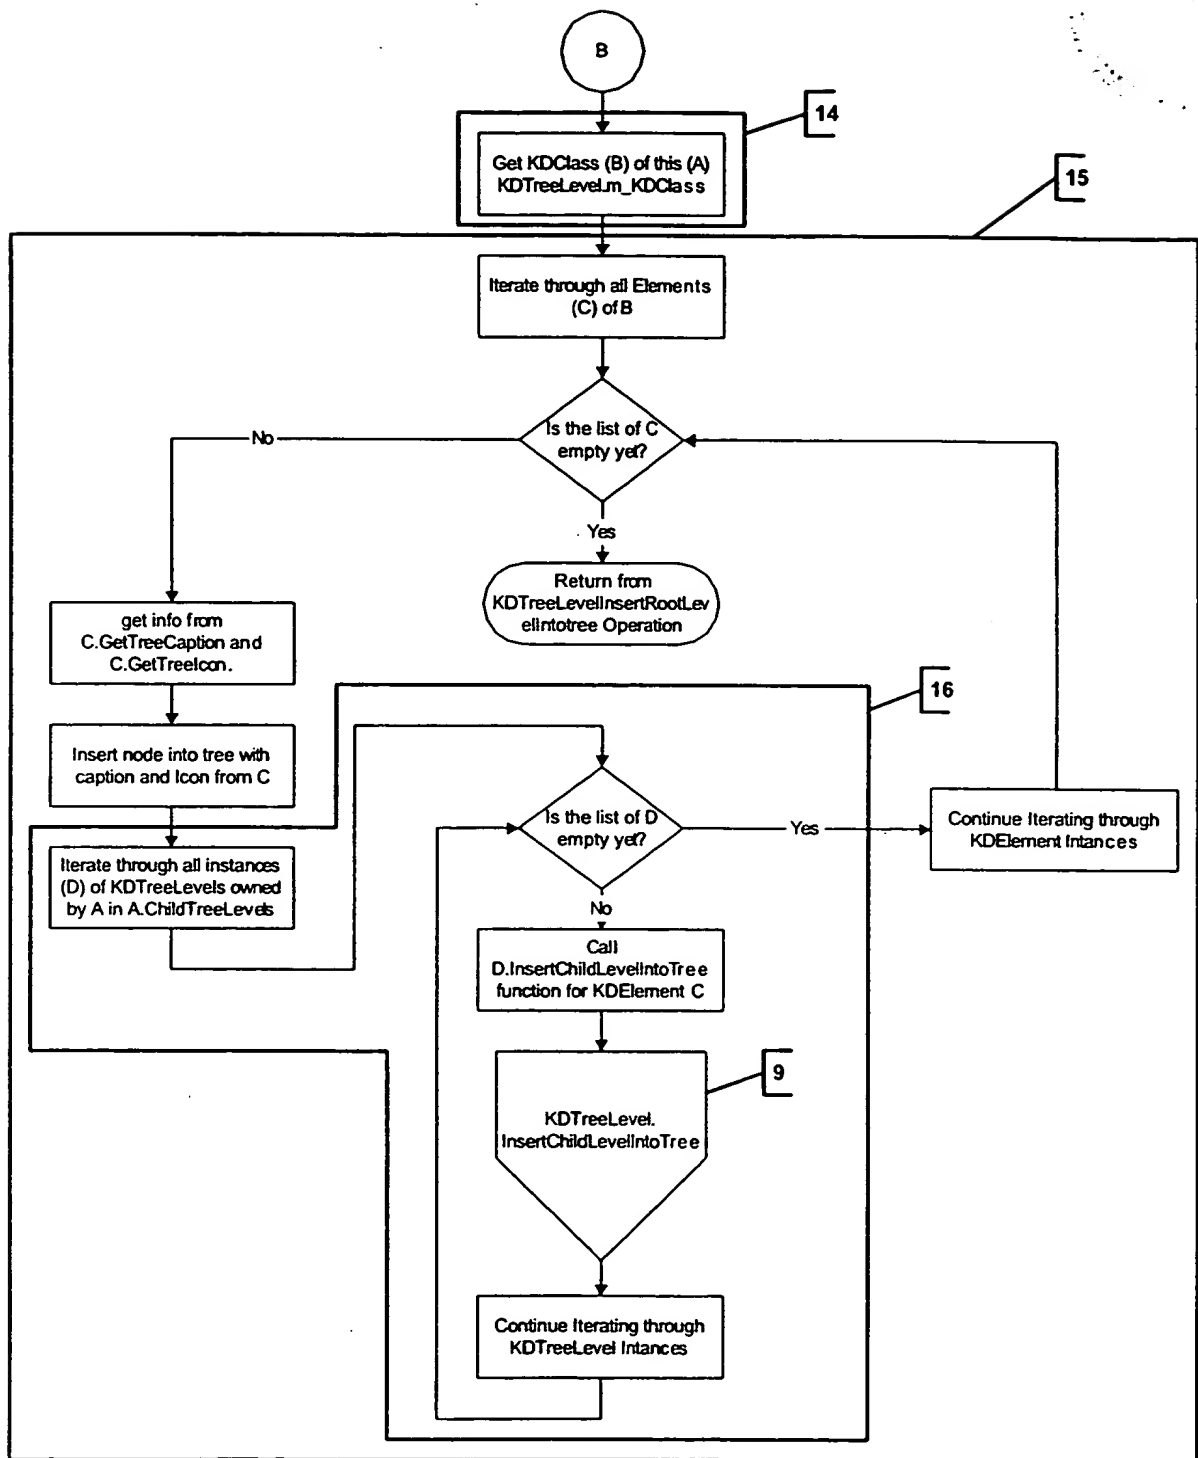 B
14
Get KDClass (B) of this (A)
KDTreeLevel.m_KDClass
15
Iterate through all Elements
(C) of B
Is the list of C
empty yet?
No
Yes
Return from
KDTreeLevelInsertRootLev
elIntotree Operation
get info from
C.GetTreeCaption and
C.GetTreeIcon.
16
Insert node into tree with
caption and Icon from C
Is the list of D
empty yet?
Yes
Continue Iterating through
KDElement Intances
Iterate through all instances
(D) of KDTreeLevels owned
by A in A.ChildTreeLevels
No
Call
D.InsertChildLevelIntoTree
function for KDElement C
9
KDTreeLevel.
InsertChildLevelIntoTree
Continue Iterating through
KDTreeLevel Intances